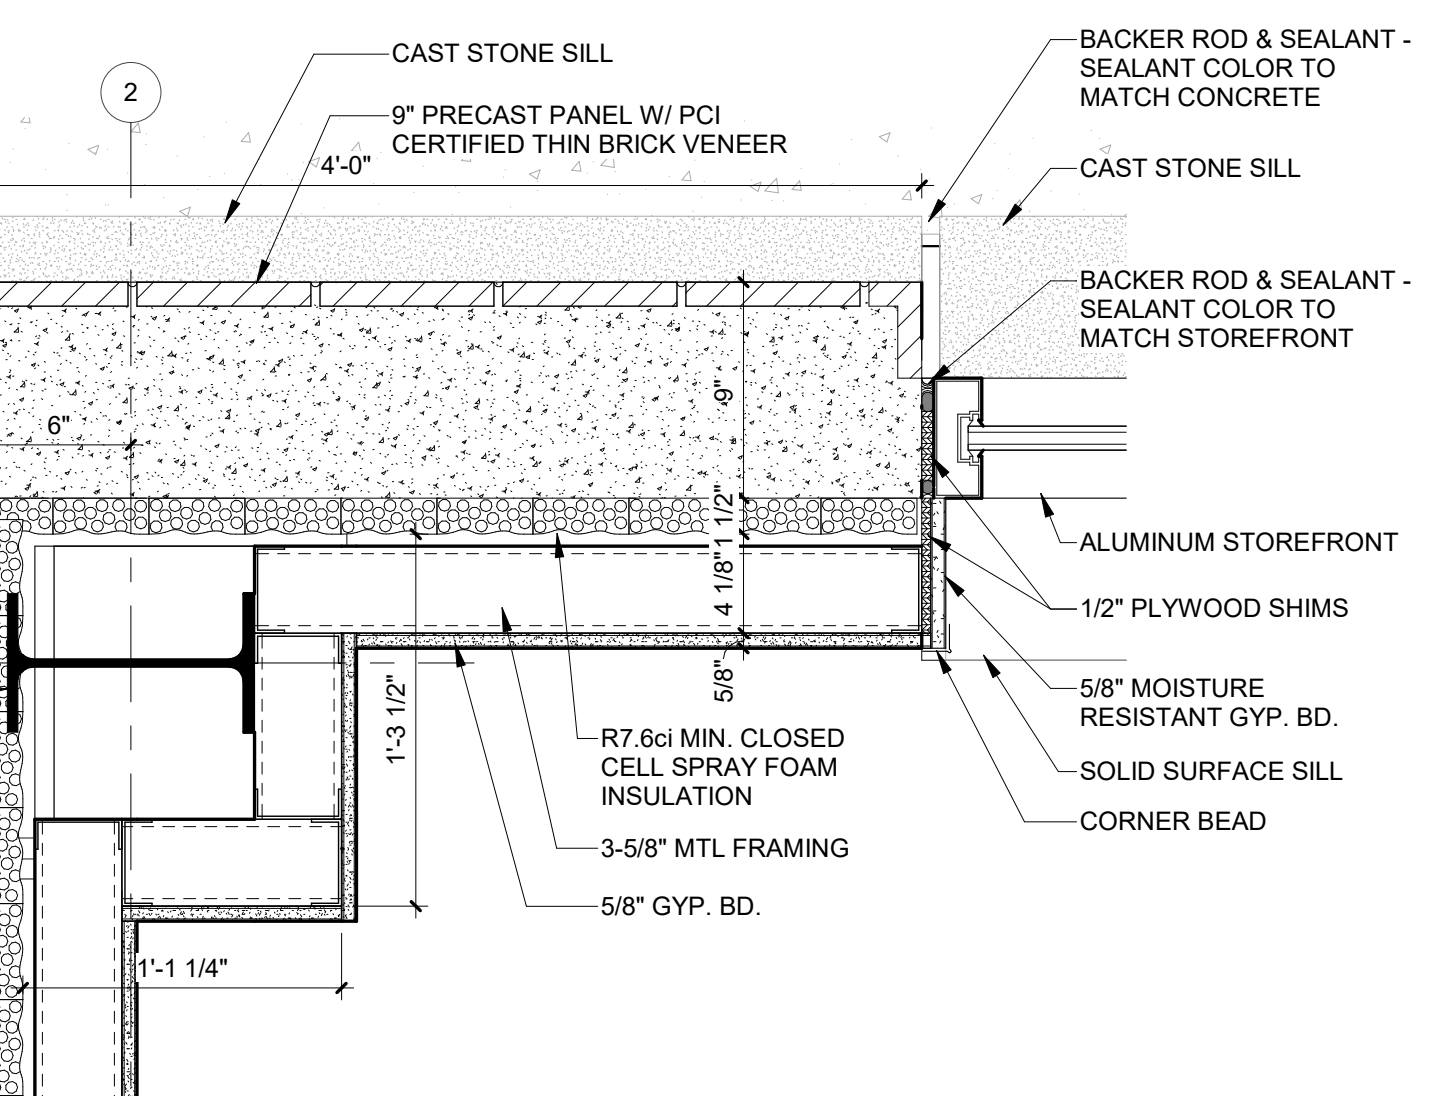 CAST STONE SILL
2
9" PRECAST PANEL W/ PCI
CERTIFIED THIN BRICK VENEER
4'-0"
BACKER ROD & SEALANT -
SEALANT COLOR TO
MATCH CONCRETE
CAST STONE SILL
BACKER ROD & SEALANT -
SEALANT COLOR TO
MATCH STOREFRONT
9"
6"
1 1/2"
4 1/8"
5/8"
ALUMINUM STOREFRONT
1/2" PLYWOOD SHIMS
5/8" MOISTURE
RESISTANT GYP. BD.
SOLID SURFACE SILL
CORNER BEAD
1'-3 1/2"
R7.6ci MIN. CLOSED
CELL SPRAY FOAM
INSULATION
3-5/8" MTL FRAMING
5/8" GYP. BD.
1'-1 1/4"